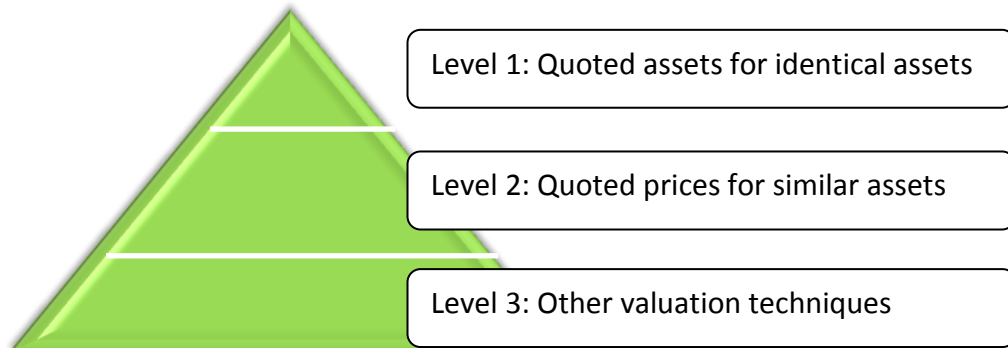 Level 1: Quoted assets for identical assets
Level 2: Quoted prices for similar assets
Level 3: Other valuation techniques